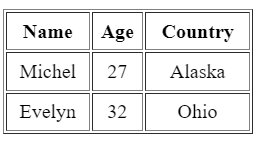 Name Age Country
Michel 27 Alaska
Evelyn 32 Ohio